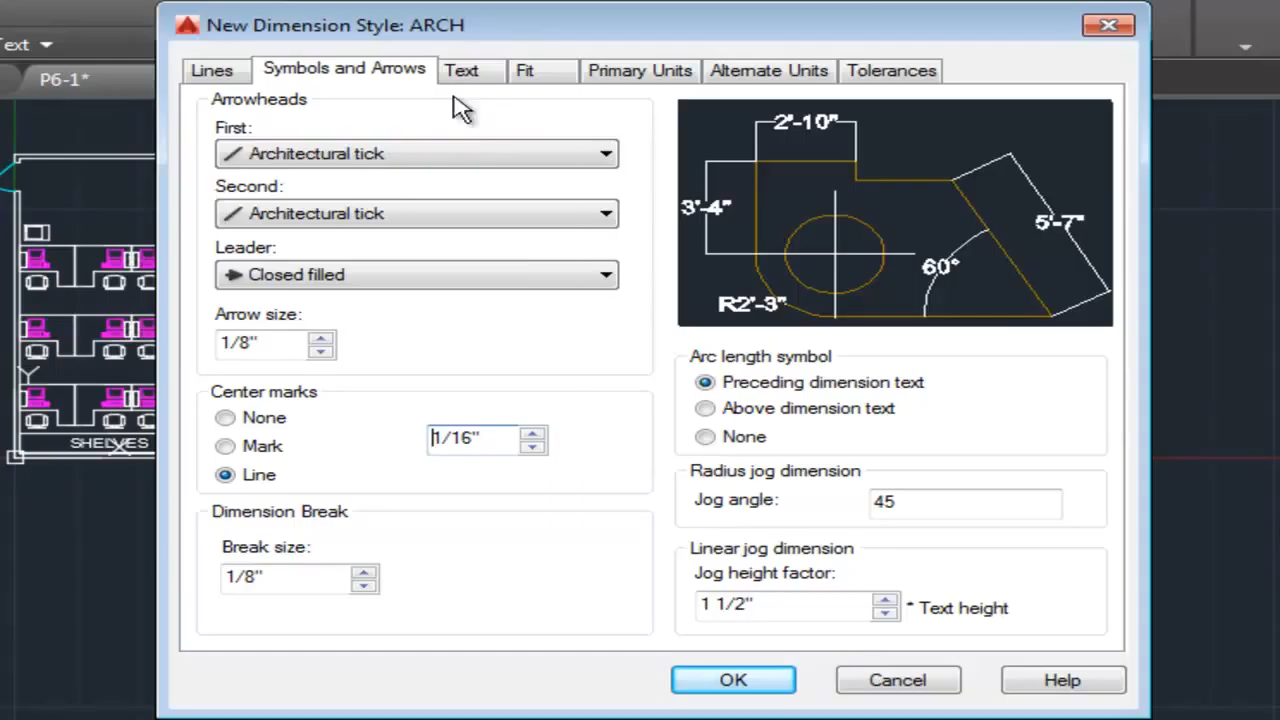 New Dimension Style: ARCH
Text
P6-1*
Lines
Symbols and Arrows
Text
Fit
Primary Units
Alternate Units
Tolerances
Arrowheads
First:
Architectural tick
Second:
Architectural tick
Leader:
Closed filled
Arrow size:
1/8"
Center marks
None
Mark
1/16"
Line
Dimension Break
Break size:
1/8"
2'-10"
3'-4"
5'-7"
60°
R2'-3"
Arc length symbol
Preceding dimension text
Above dimension text
None
Radius jog dimension
Jog angle:
45
Linear jog dimension
Jog height factor:
1 1/2"
* Text height
OK
Cancel
Help
Y
SHELVES
X